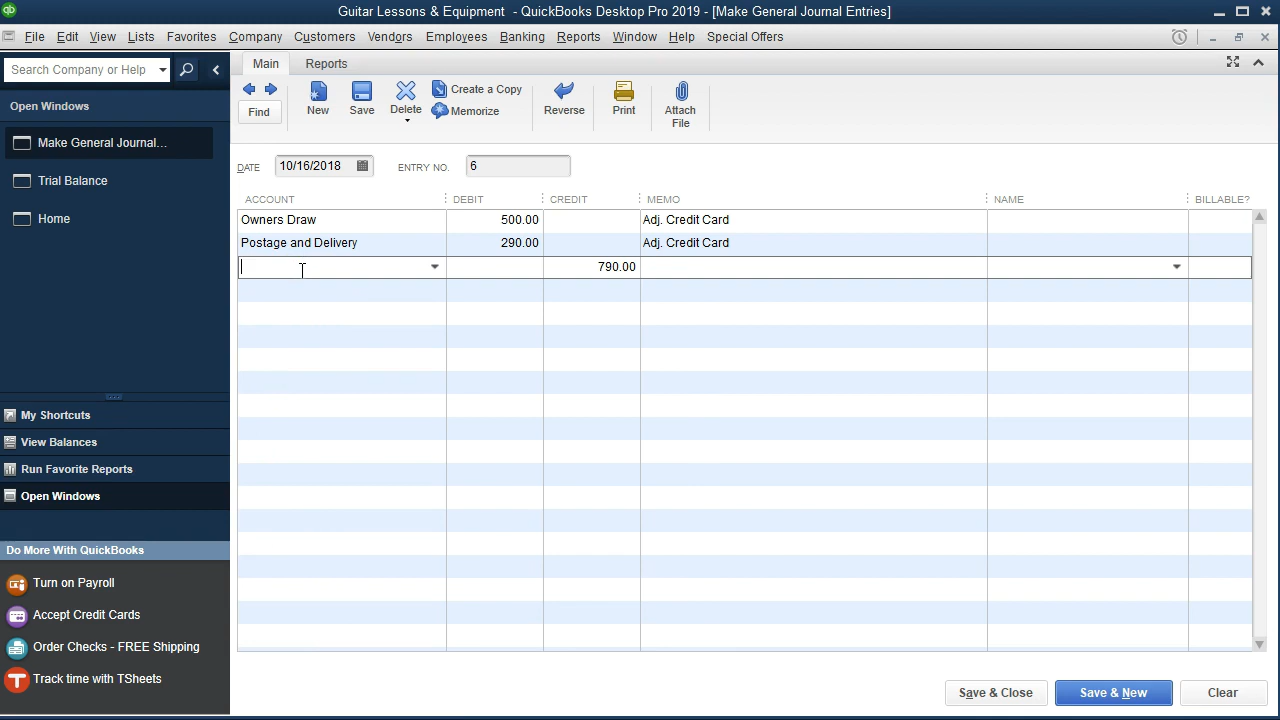 Guitar Lessons & Equipment - QuickBooks Desktop Pro 2019 - [Make General Journal Entries]
File Edit View Lists Favorites Company Customers Vendors Employees Banking Reports Window Help Special Offers
Search Company or Help
Main Reports
Open Windows
Find
New
Save
Delete
Create a Copy
Memorize
Reverse
Print
Attach
File
Make General Journal...
Trial Balance
Home
DATE 10/16/2018 ENTRY NO. 6
ACCOUNT DEBIT CREDIT MEMO NAME BILLABLE?
Owners Draw 500.00 Adj. Credit Card
Postage and Delivery 290.00 Adj. Credit Card
790.00
My Shortcuts
View Balances
Run Favorite Reports
Open Windows
Do More With QuickBooks
Turn on Payroll
Accept Credit Cards
Order Checks - FREE Shipping
Track time with TSheets
Save & Close Save & New Clear